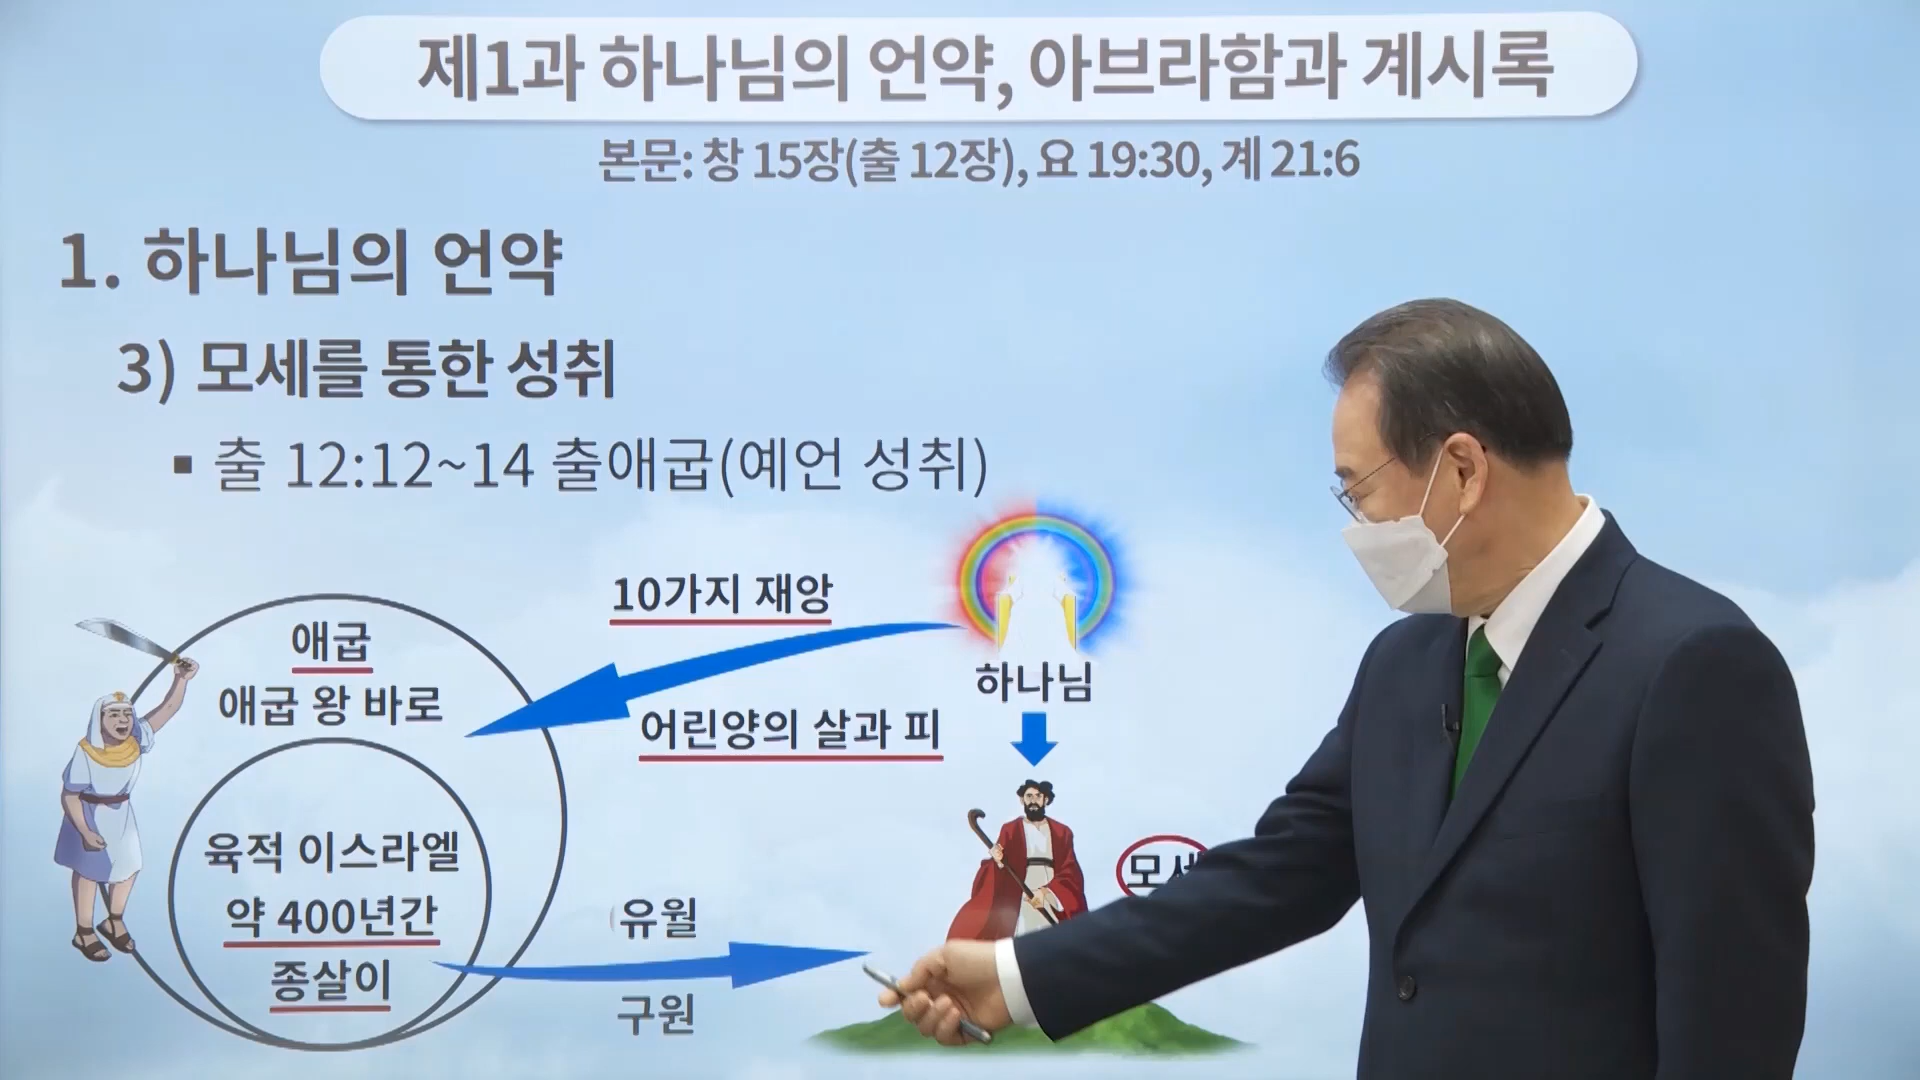 제1과 하나님의 언약, 아브라함과 계시록
본문: 창 15장(출 12장), 요 19:30, 계 21:6
1. 하나님의 언약
3) 모세를 통한 성취
▪ 출 12:12~14 출애굽(예언 성취)
10가지 재앙
애굽
애굽 왕 바로
하나님
어린양의 살과 피
육적 이스라엘
약 400년간
종살이
모세
유월
구원